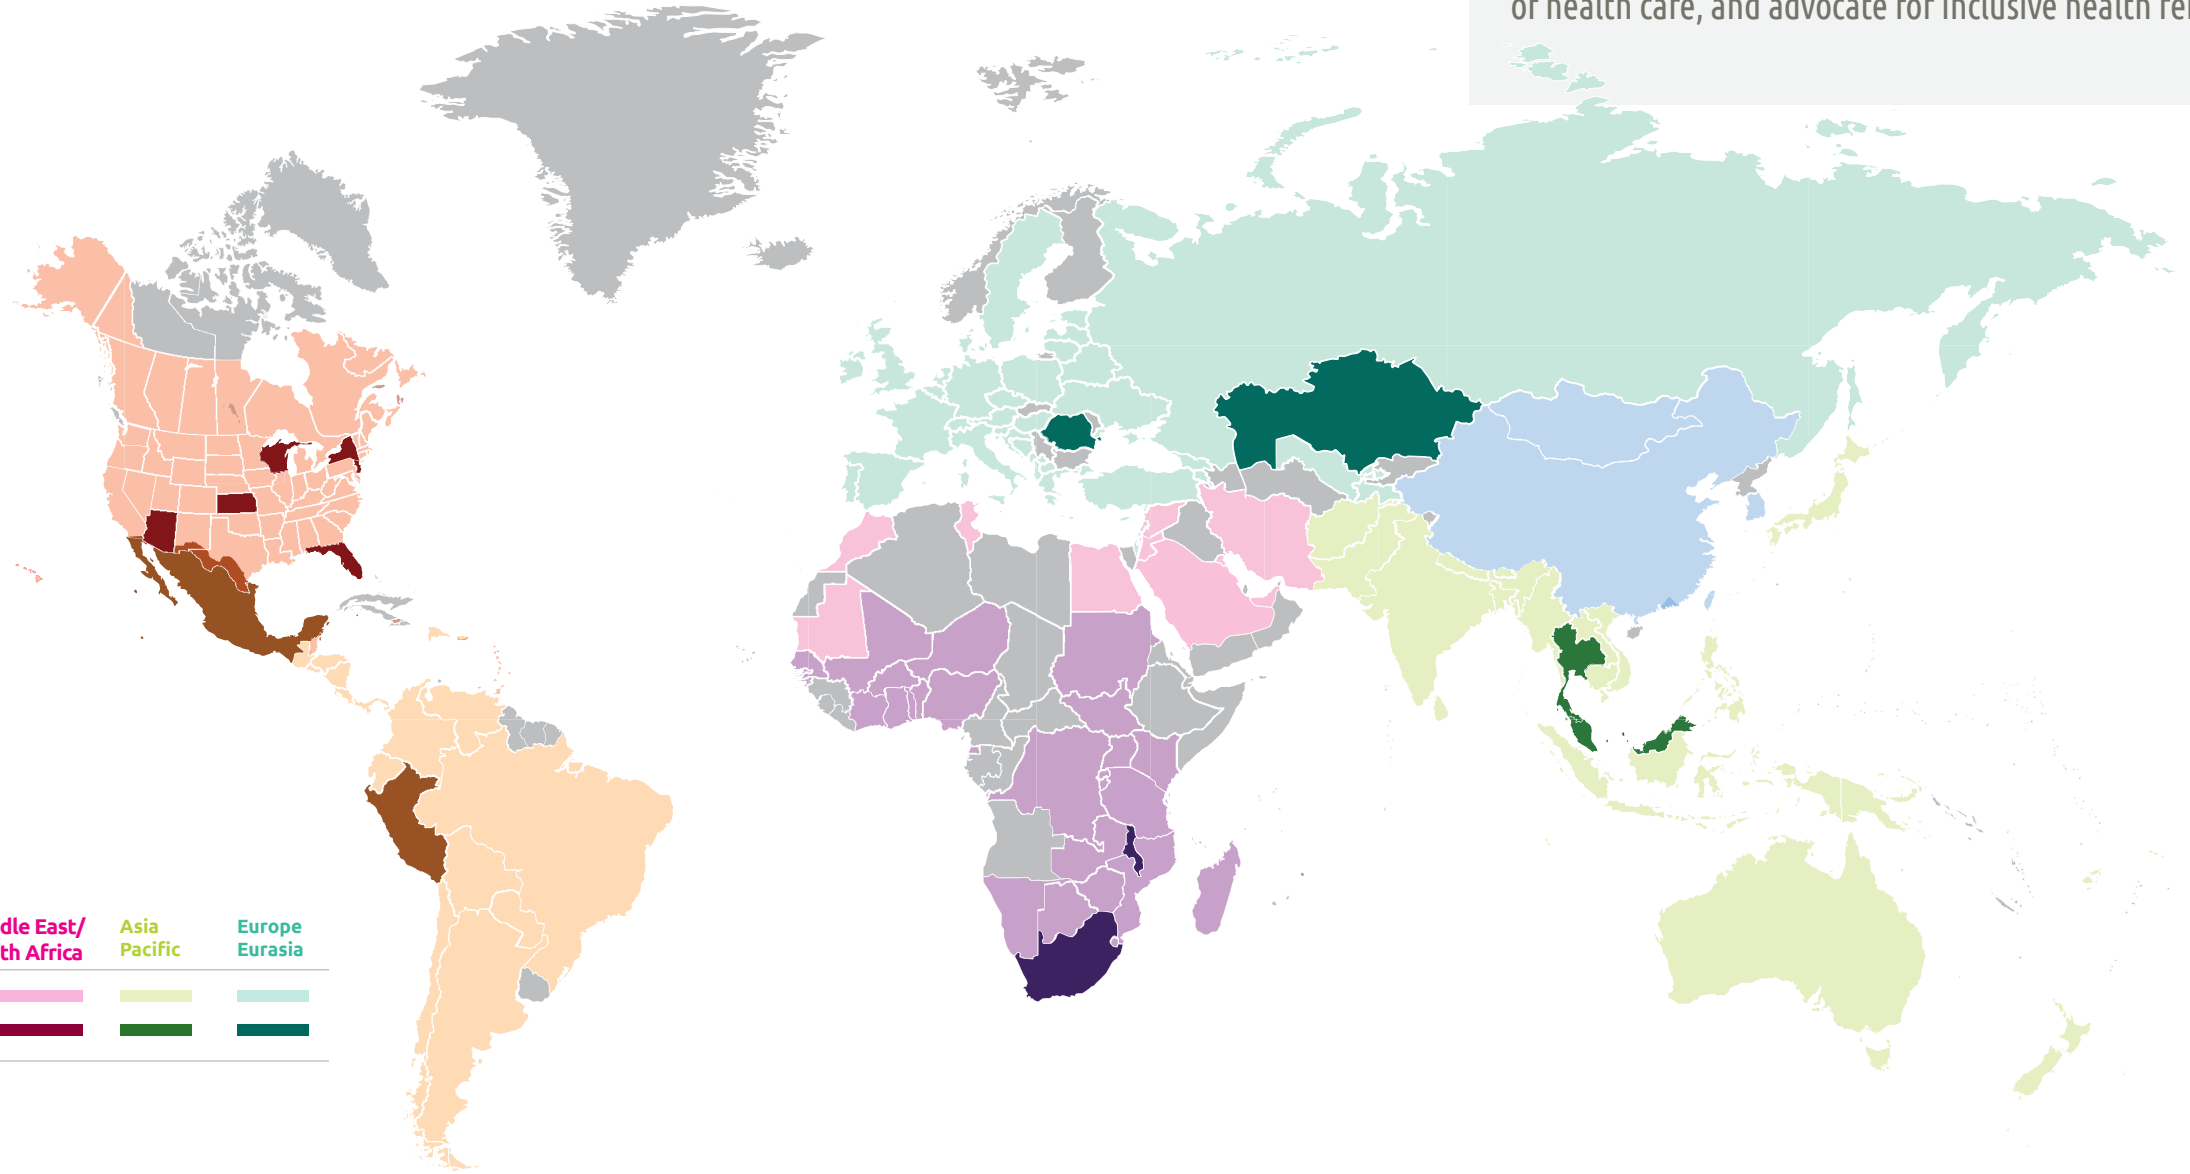 of health care, and advocate for inclusive health
dle East/
th Africa
Asia
Pacific
Europe
Eurasia